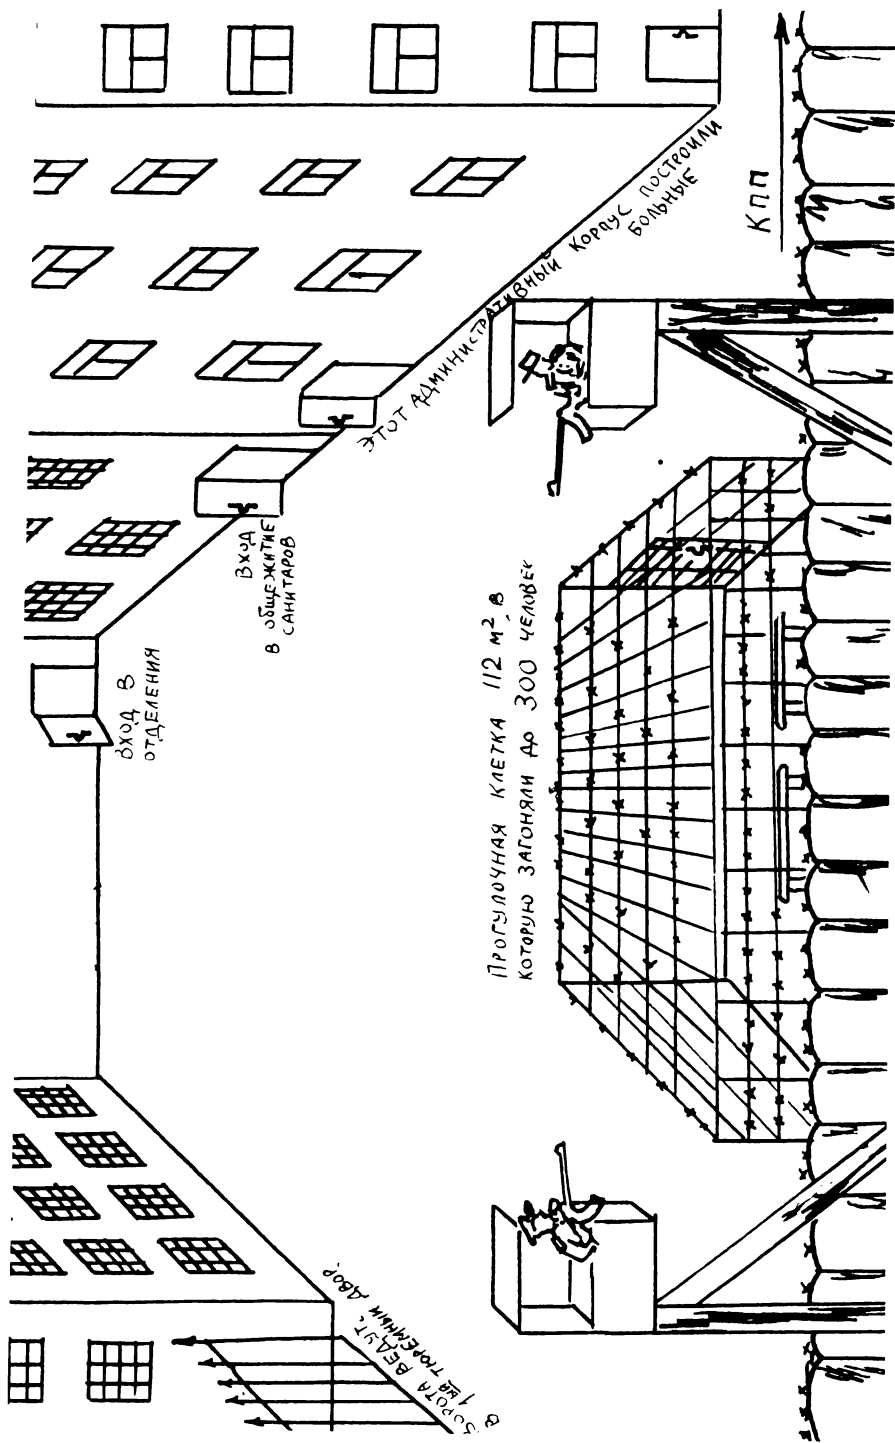 ВОРОТА ВЕДУТ
В 1ый ТЮРЕМНЫЙ ДВОР
ВХОД В
ОТДЕЛЕНИЯ
ВХОД
В ОБЩЕЖИТИЕ
САНИТАРОВ
ЭТОТ АДМИНИСТРАТИВНЫЙ КОРПУС ПОСТРОИЛИ
БОЛЬНЫЕ
ПРОГУЛОЧНАЯ КЛЕТКА 112 м², В
КОТОРУЮ ЗАГОНЯЛИ ДО 300 ЧЕЛОВЕК
КПП